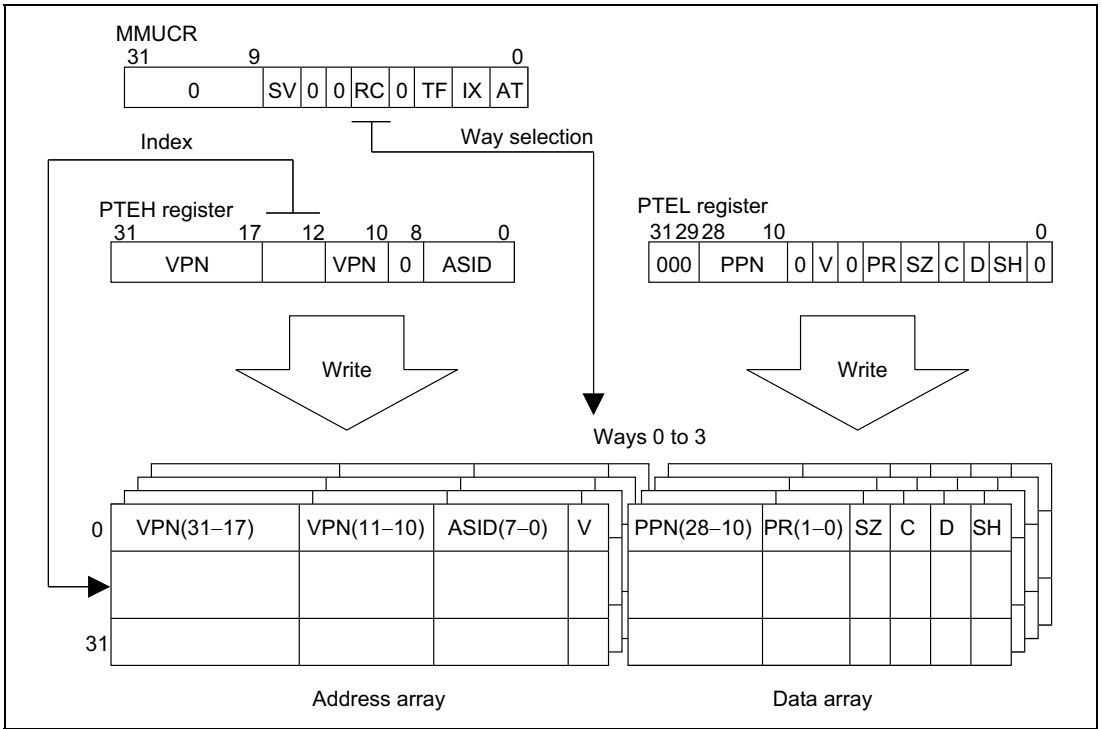 MMUCR
31 9 0
0 SV 0 0 RC 0 TF IX AT
Index
Way selection
PTEH register
31 17 12 10 8 0
VPN VPN 0 ASID
PTEL register
31 29 28 10 0
000 PPN 0 V 0 PR SZ C D SH 0
Write
Write
Ways 0 to 3
0 VPN(31−17) VPN(11−10) ASID(7−0) V PPN(28−10) PR(1−0) SZ C D SH
31
Address array
Data array